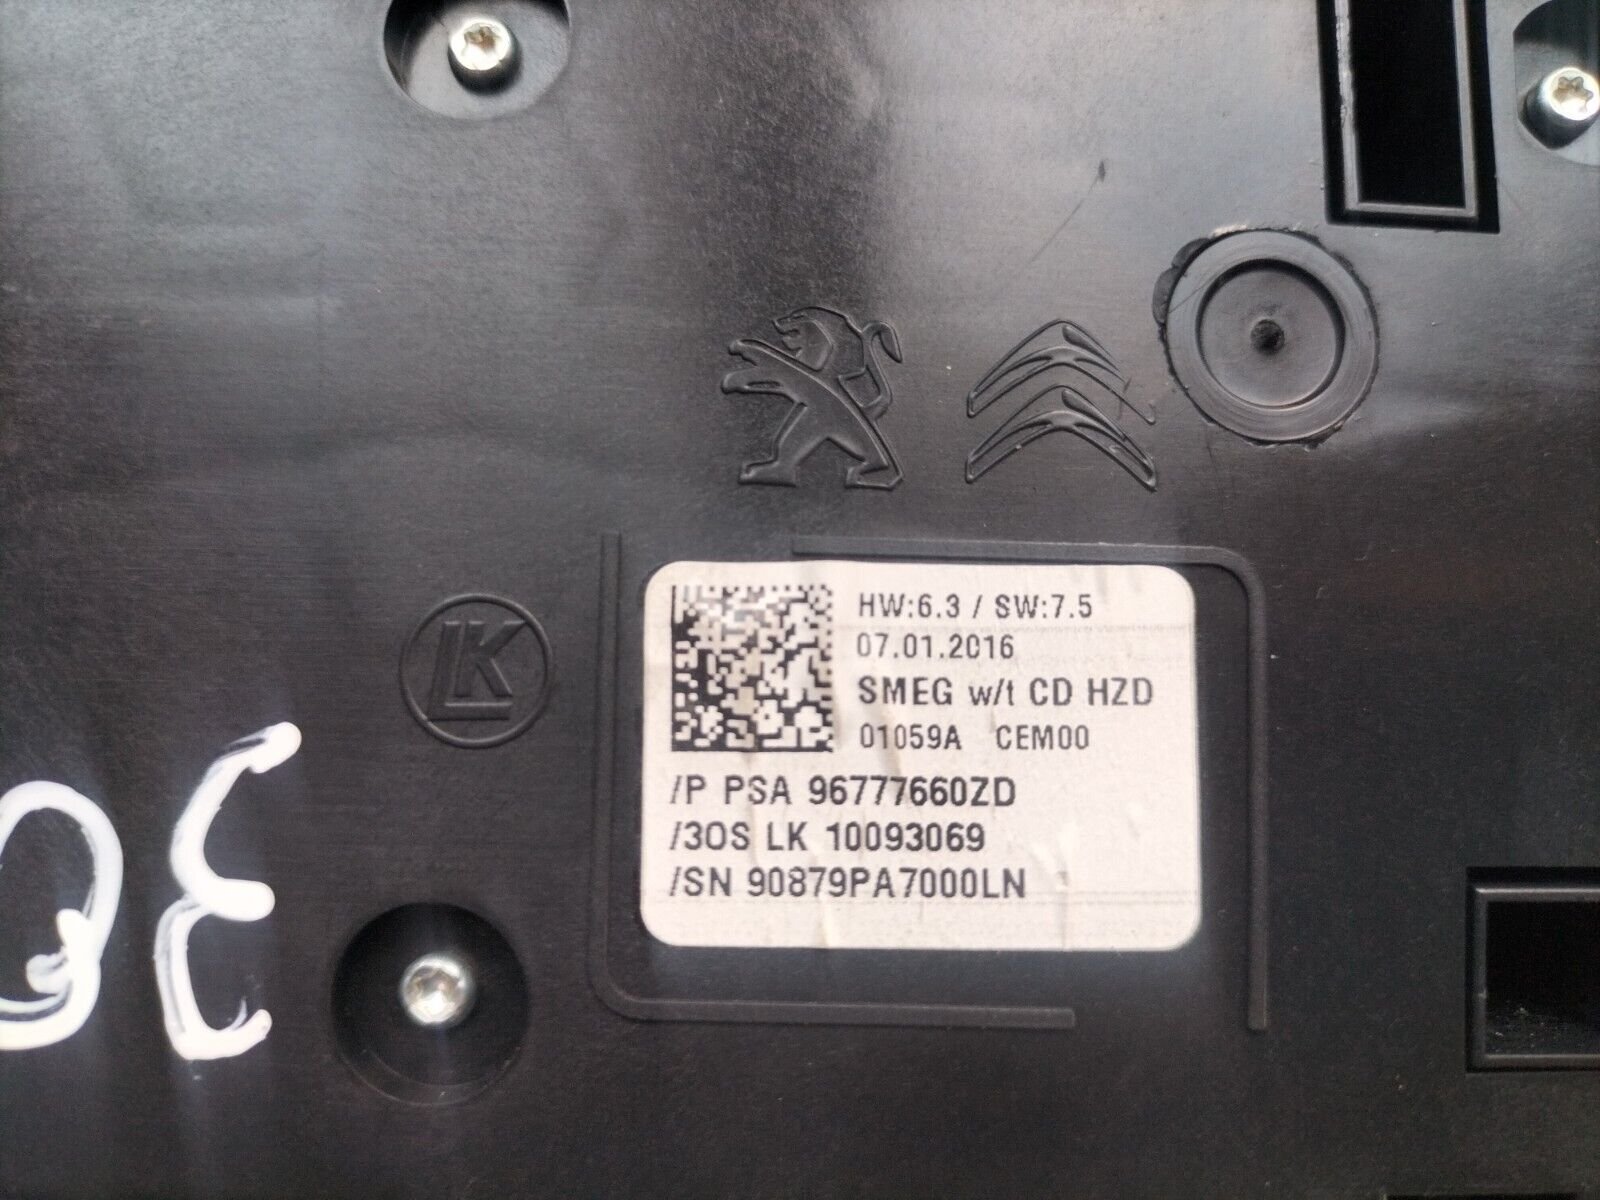 LK
HW:6.3 / SW:7.5
07.01.2016
SMEG w/t CD HZD
01059A CEM00
/P PSA 96777660ZD
/3OS LK 10093069
/SN 90879PA7000LN